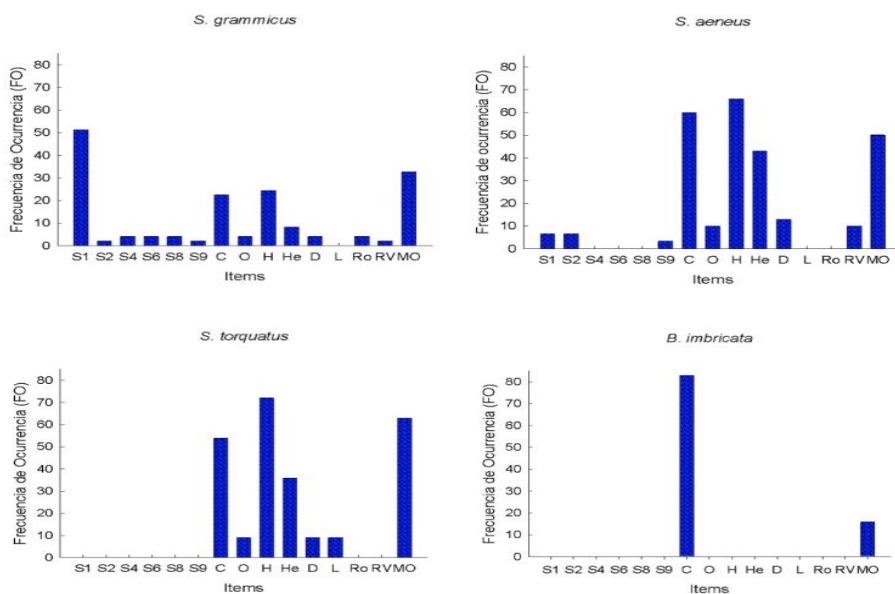 S. grammicus
Frecuencia de Ocurrencia (FO)
80
70
60
50
40
30
20
10
0
S1 S2 S4 S6 S8 S9 C O H He D L Ro RV MO
Items
S. aeneus
Frecuencia de ocurrencia (FO)
80
70
60
50
40
30
20
10
0
S1 S2 S4 S6 S8 S9 C O H He D L Ro RV MO
Items
S. torquatus
Frecuencia de Ocurrencia (FO)
80
70
60
50
40
30
20
10
0
S1 S2 S4 S6 S8 S9 C O H He D L Ro RV MO
Items
B. imbricata
Frecuencia de Ocurrencia (FO)
80
70
60
50
40
30
20
10
0
S1 S2 S4 S6 S8 S9 C O H He D L Ro RV MO
Items